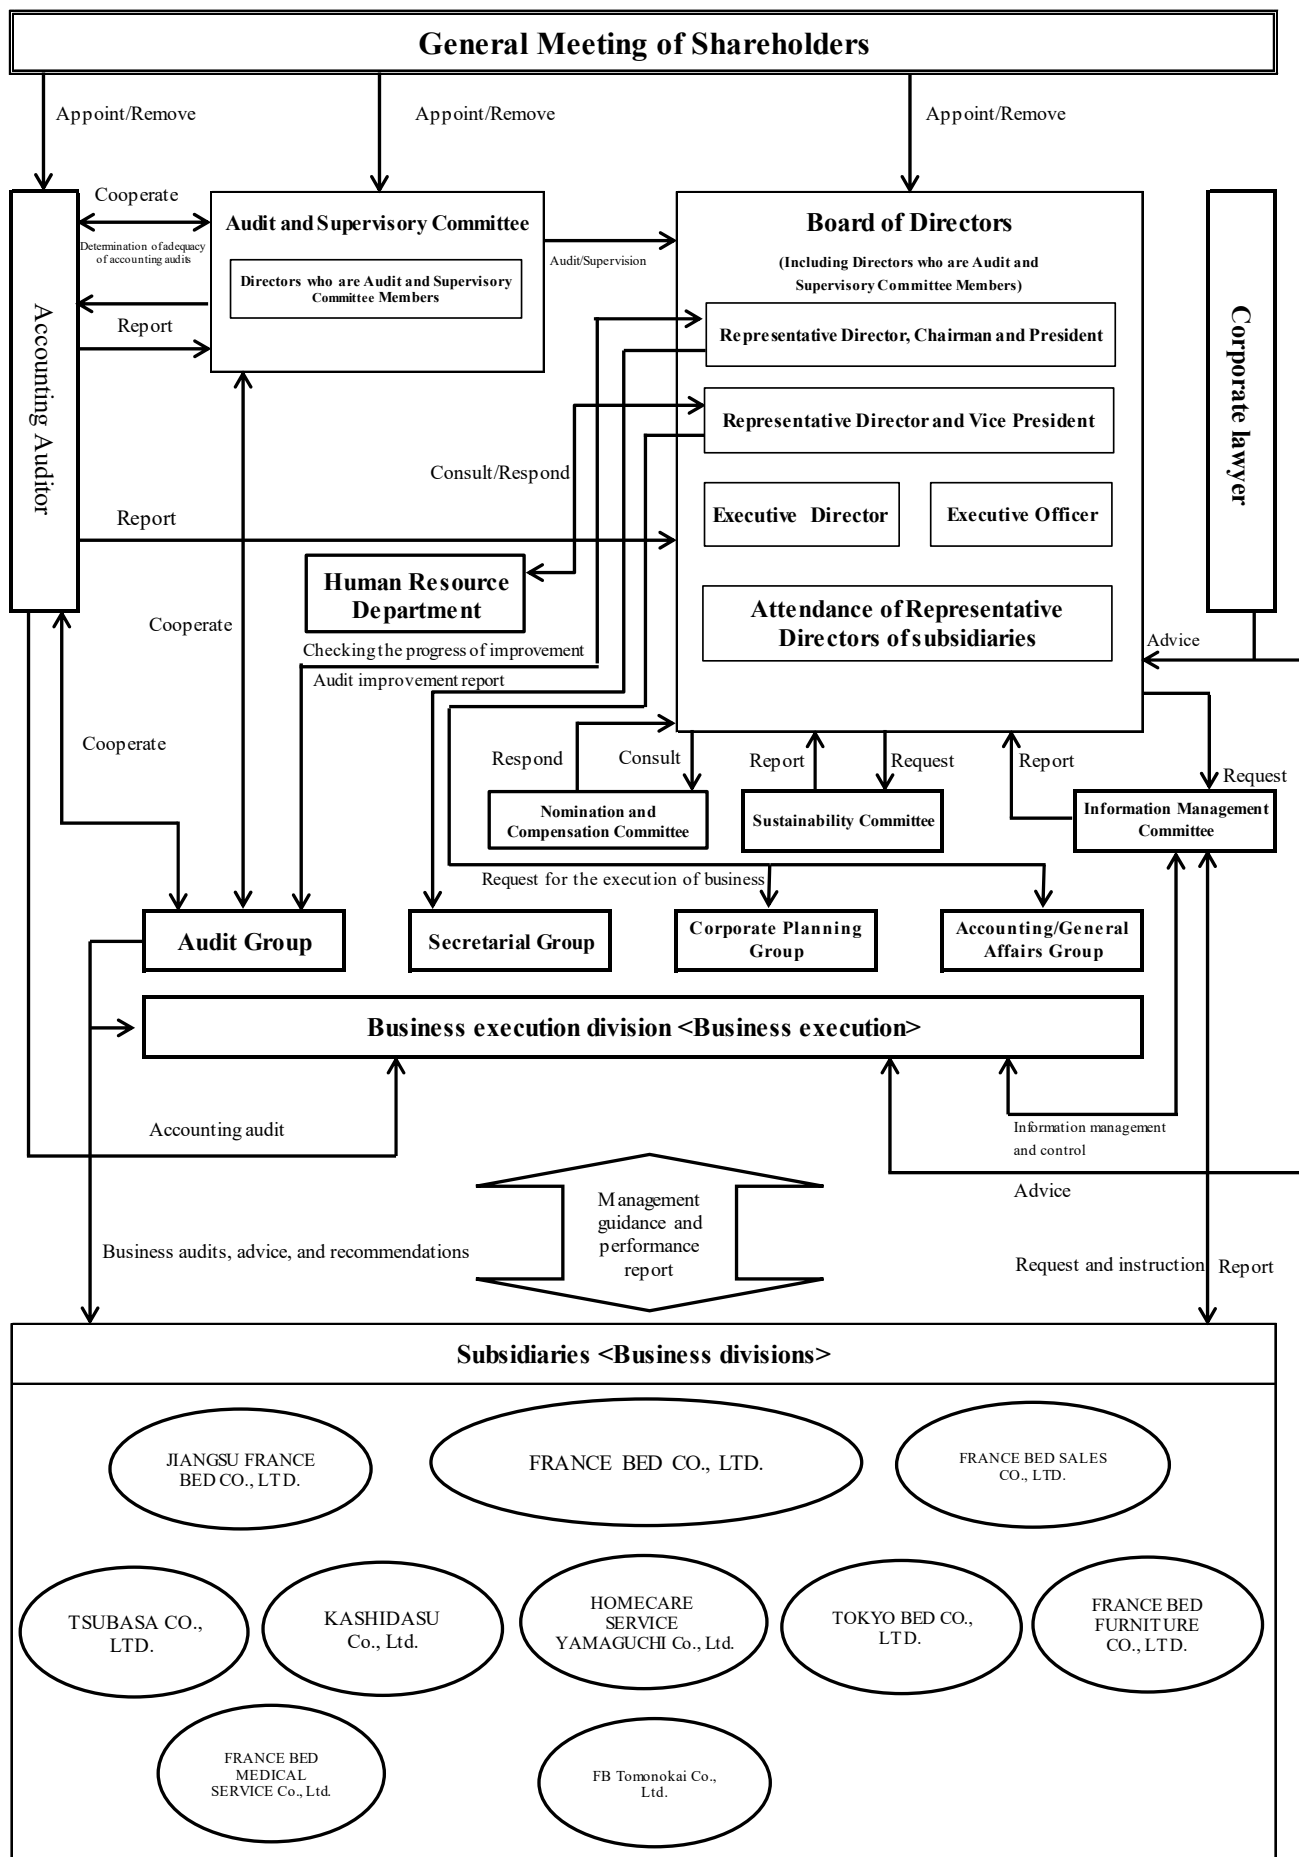 General Meeting of Shareholders
Appoint/Remove
Appoint/Remove
Appoint/Remove
Accounting Auditor
Cooperate
Determination of adequacy
of accounting audits
Report
Audit and Supervisory Committee
Directors who are Audit and Supervisory
Committee Members
Audit/Supervision
Board of Directors
(Including Directors who are Audit and
Supervisory Committee Members)
Representative Director, Chairman and President
Representative Director and Vice President
Executive Director
Executive Officer
Attendance of Representative
Directors of subsidiaries
Corporate lawyer
Consult/Respond
Report
Human Resource
Department
Cooperate
Checking the progress of improvement
Audit improvement report
Advice
Cooperate
Respond
Consult
Report
Request
Report
Request
Nomination and
Compensation Committee
Sustainability Committee
Information Management
Committee
Request for the execution of business
Audit Group
Secretarial Group
Corporate Planning
Group
Accounting/General
Affairs Group
Business execution division <Business execution>
Accounting audit
Information management
and control
Advice
Management
guidance and
performance
report
Business audits, advice, and recommendations
Request and instruction
Report
Subsidiaries <Business divisions>
JIANGSU FRANCE
BED CO., LTD.
FRANCE BED CO., LTD.
FRANCE BED SALES
CO., LTD.
TSUBASA CO.,
LTD.
KASHIDASU
Co., Ltd.
HOMECARE
SERVICE
YAMAGUCHI Co., Ltd.
TOKYO BED CO.,
LTD.
FRANCE BED
FURNITURE
CO., LTD.
FRANCE BED
MEDICAL
SERVICE Co., Ltd.
FB Tomonokai Co.,
Ltd.